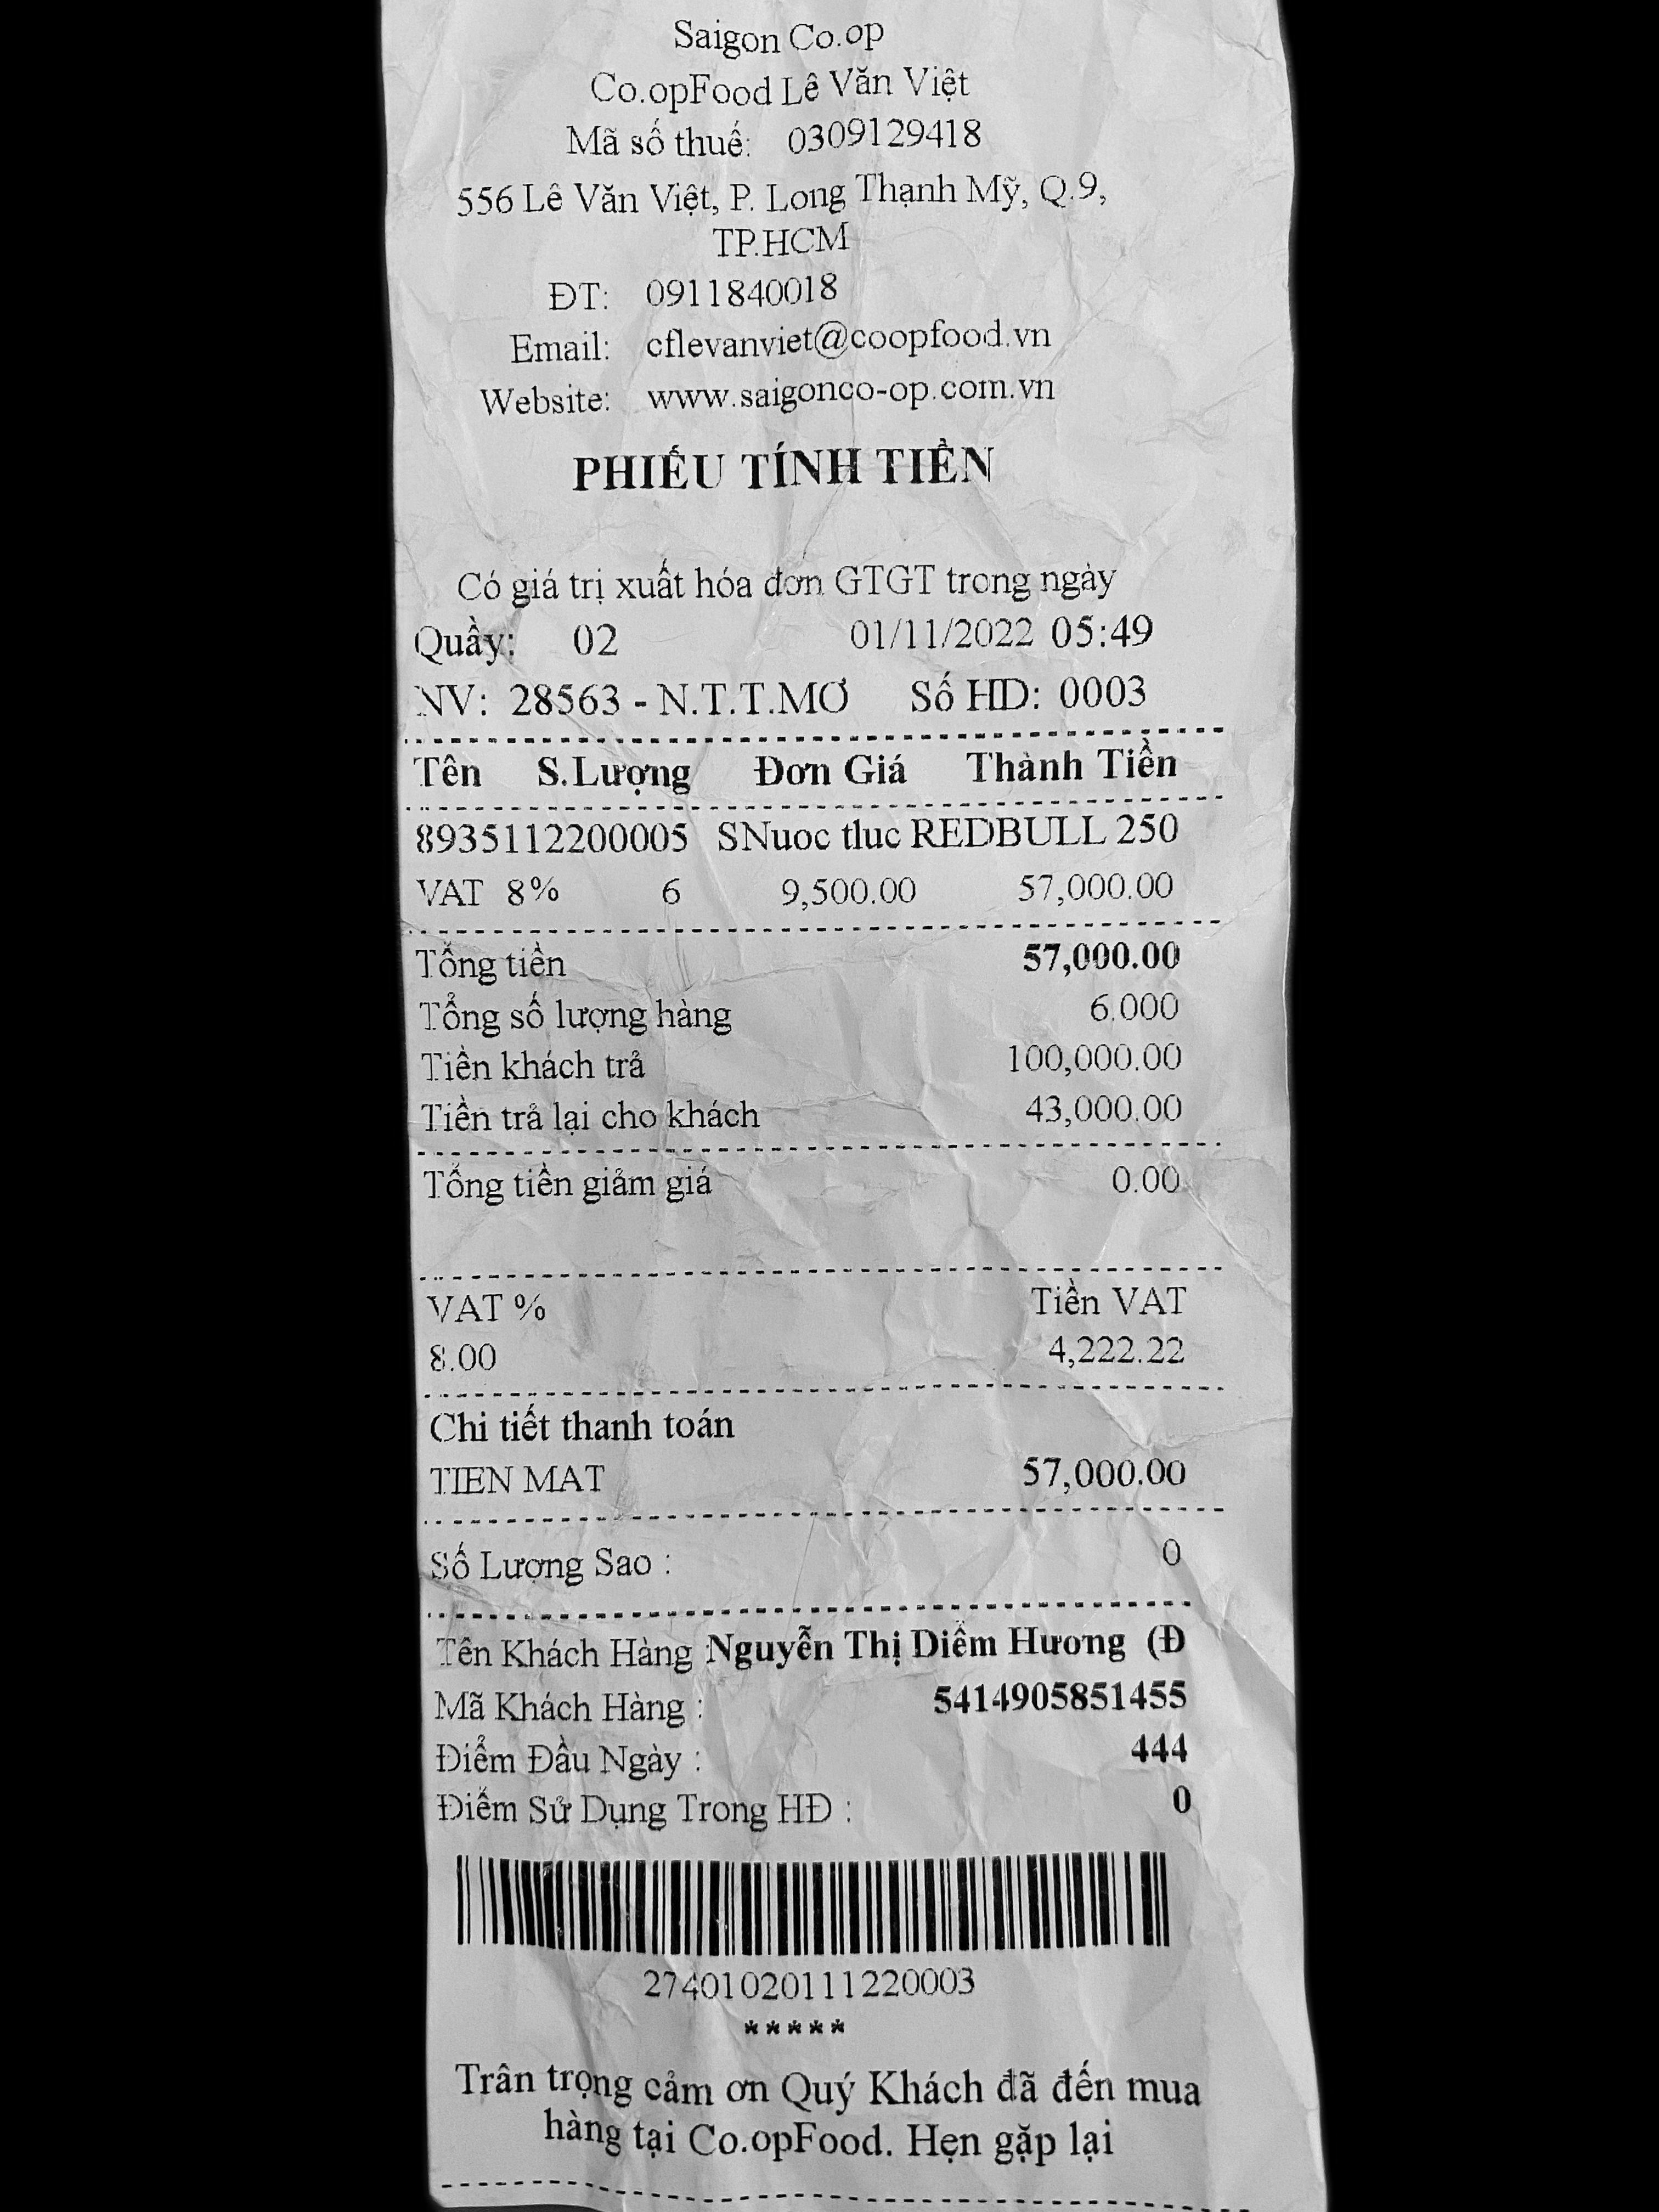 Saigon Co.op
Co.opFood Lê Văn Việt
Mã số thuế: 0309129418
556 Lê Văn Việt, P. Long Thạnh Mỹ, Q.9,
TP.HCM
ĐT: 0911840018
Email: cflevanviet@coopfood.vn
Website: www.saigonco-op.com.vn
PHIẾU TÍNH TIỀN
Có giá trị xuất hóa đơn GTGT trong ngày
Quầy: 02 01/11/2022 05:49
NV: 28563 - N.T.T.MƠ Số HD: 0003
Tên S.Lượng Đơn Giá Thành Tiền
8935112200005 SNuoc tluc REDBULL 250
VAT 8% 6 9,500.00 57,000.00
Tổng tiền 57,000.00
Tổng số lượng hàng 6.000
Tiền khách trả 100,000.00
Tiền trả lại cho khách 43,000.00
Tổng tiền giảm giá 0.00
VAT % Tiền VAT
8.00 4,222.22
Chi tiết thanh toán
TIEN MAT 57,000.00
Số Lượng Sao : 0
Tên Khách Hàng : Nguyễn Thị Diễm Hương (Đ
Mã Khách Hàng : 5414905851455
Điểm Đầu Ngày : 444
Điểm Sử Dụng Trong HĐ : 0
27401020111220003
*****
Trân trọng cảm ơn Quý Khách đã đến mua
hàng tại Co.opFood. Hẹn gặp lại